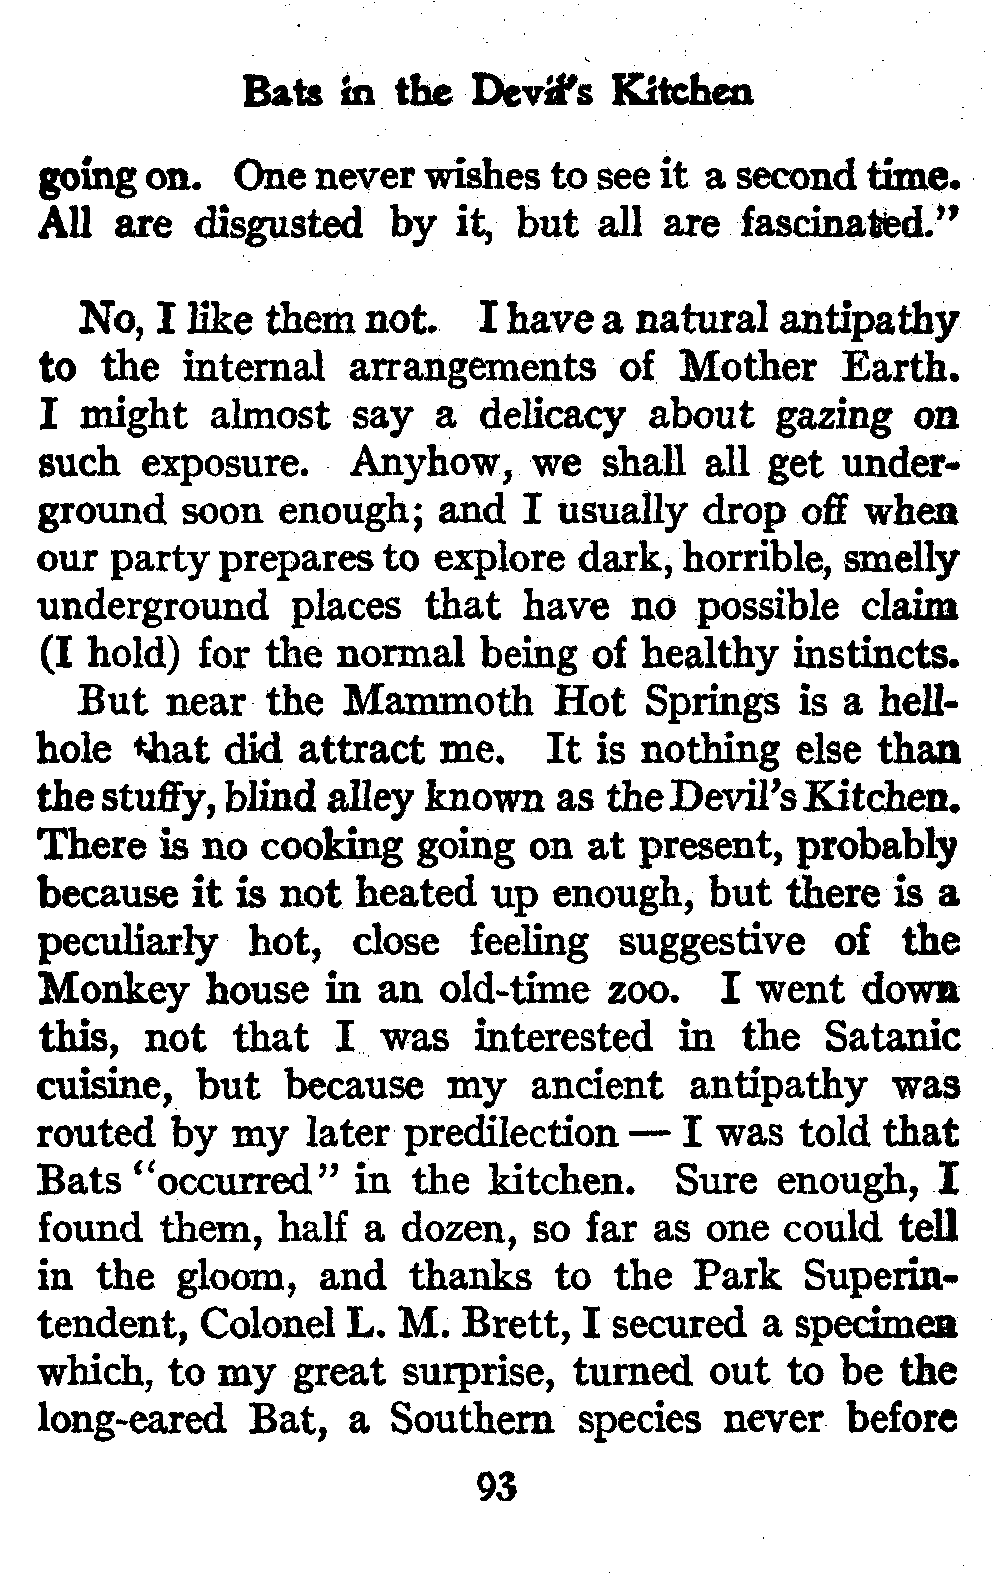 Bats in the Devil's Kitchen
going on. One never wishes to see it a second time.
All are disgusted by it, but all are fascinated."
No, I like them not. I have a natural antipathy
to the internal arrangements of Mother Earth.
I might almost say a delicacy about gazing on
such exposure. Anyhow, we shall all get under-
ground soon enough; and I usually drop off when
our party prepares to explore dark, horrible, smelly
underground places that have no possible claim
(I hold) for the normal being of healthy instincts.
But near the Mammoth Hot Springs is a hell-
hole that did attract me. It is nothing else than
the stuffy, blind alley known as the Devil's Kitchen.
There is no cooking going on at present, probably
because it is not heated up enough, but there is a
peculiarly hot, close feeling suggestive of the
Monkey house in an old-time zoo. I went down
this, not that I was interested in the Satanic
cuisine, but because my ancient antipathy was
routed by my later predilection — I was told that
Bats "occurred" in the kitchen. Sure enough, I
found them, half a dozen, so far as one could tell
in the gloom, and thanks to the Park Superin-
tendent, Colonel L. M. Brett, I secured a specimen
which, to my great surprise, turned out to be the
long-eared Bat, a Southern species never before
93